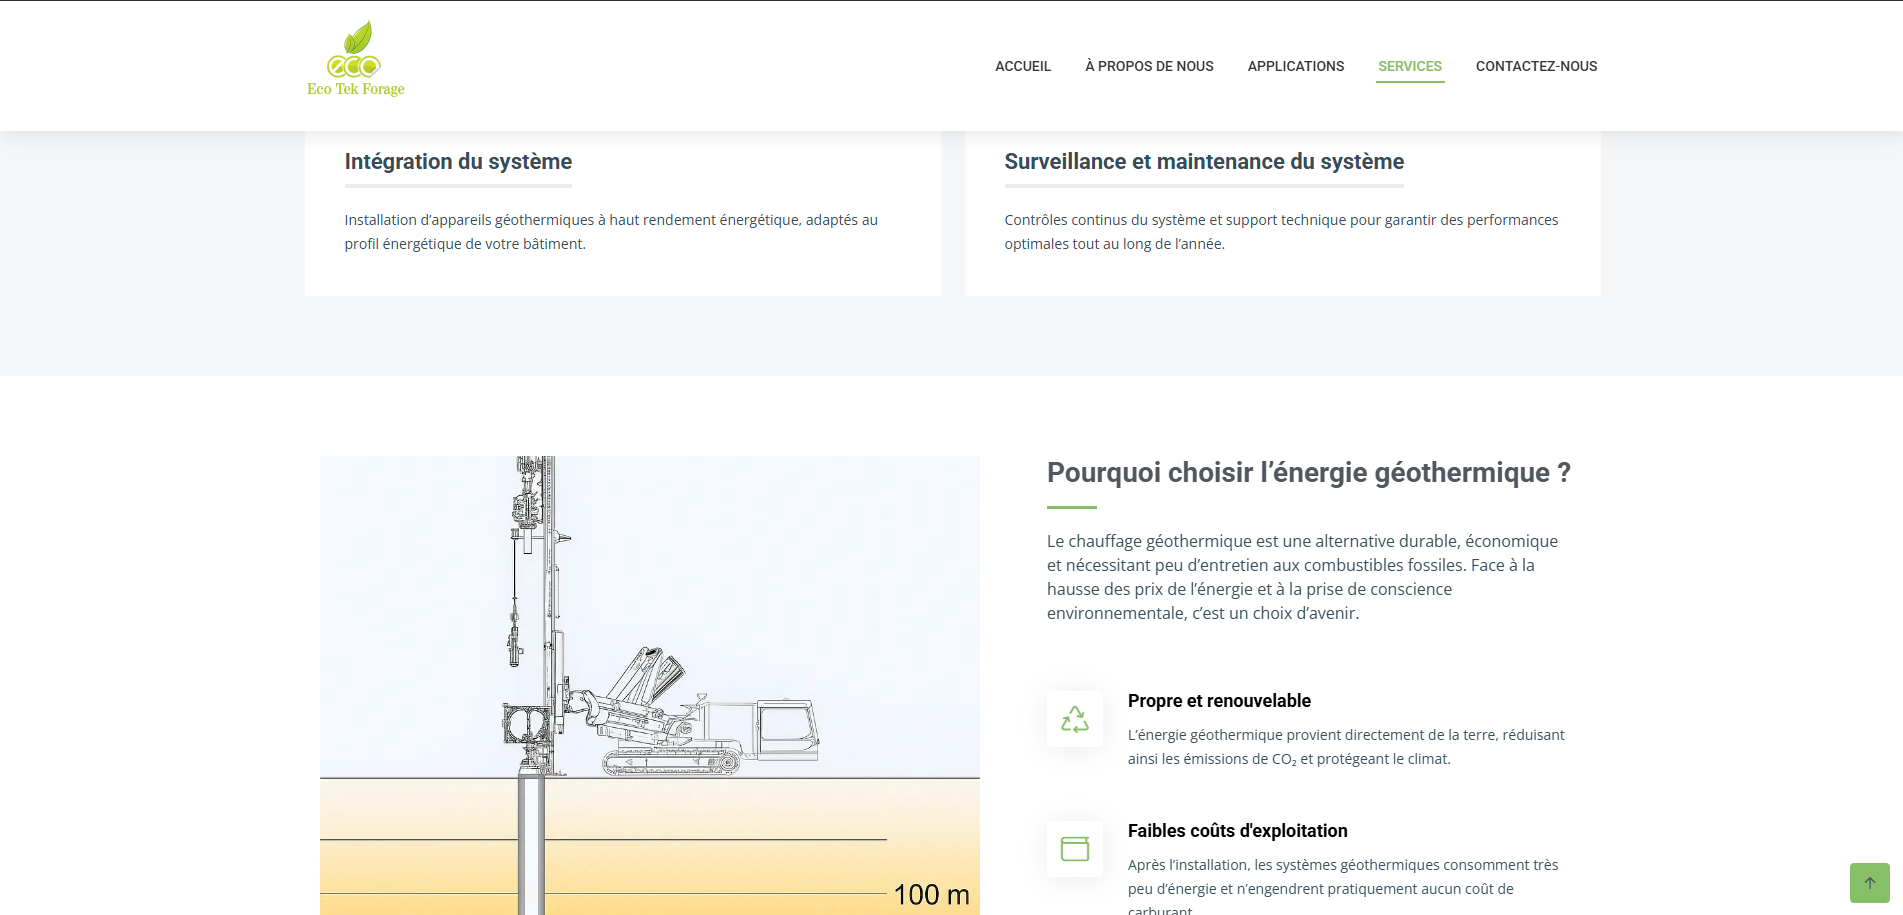 eco
Eco Tek Forage
ACCUEIL
À PROPOS DE NOUS
APPLICATIONS
SERVICES
CONTACTEZ-NOUS
Intégration du système
Installation d’appareils géothermiques à haut rendement énergétique, adaptés au
profil énergétique de votre bâtiment.
Surveillance et maintenance du système
Contrôles continus du système et support technique pour garantir des performances
optimales tout au long de l’année.
100 m
Pourquoi choisir l’énergie géothermique ?
Le chauffage géothermique est une alternative durable, économique
et nécessitant peu d’entretien aux combustibles fossiles. Face à la
hausse des prix de l’énergie et à la prise de conscience
environnementale, c’est un choix d’avenir.
Propre et renouvelable
L’énergie géothermique provient directement de la terre, réduisant
ainsi les émissions de CO₂ et protégeant le climat.
Faibles coûts d'exploitation
Après l’installation, les systèmes géothermiques consomment très
peu d’énergie et n’engendrent pratiquement aucun coût de
carburant.